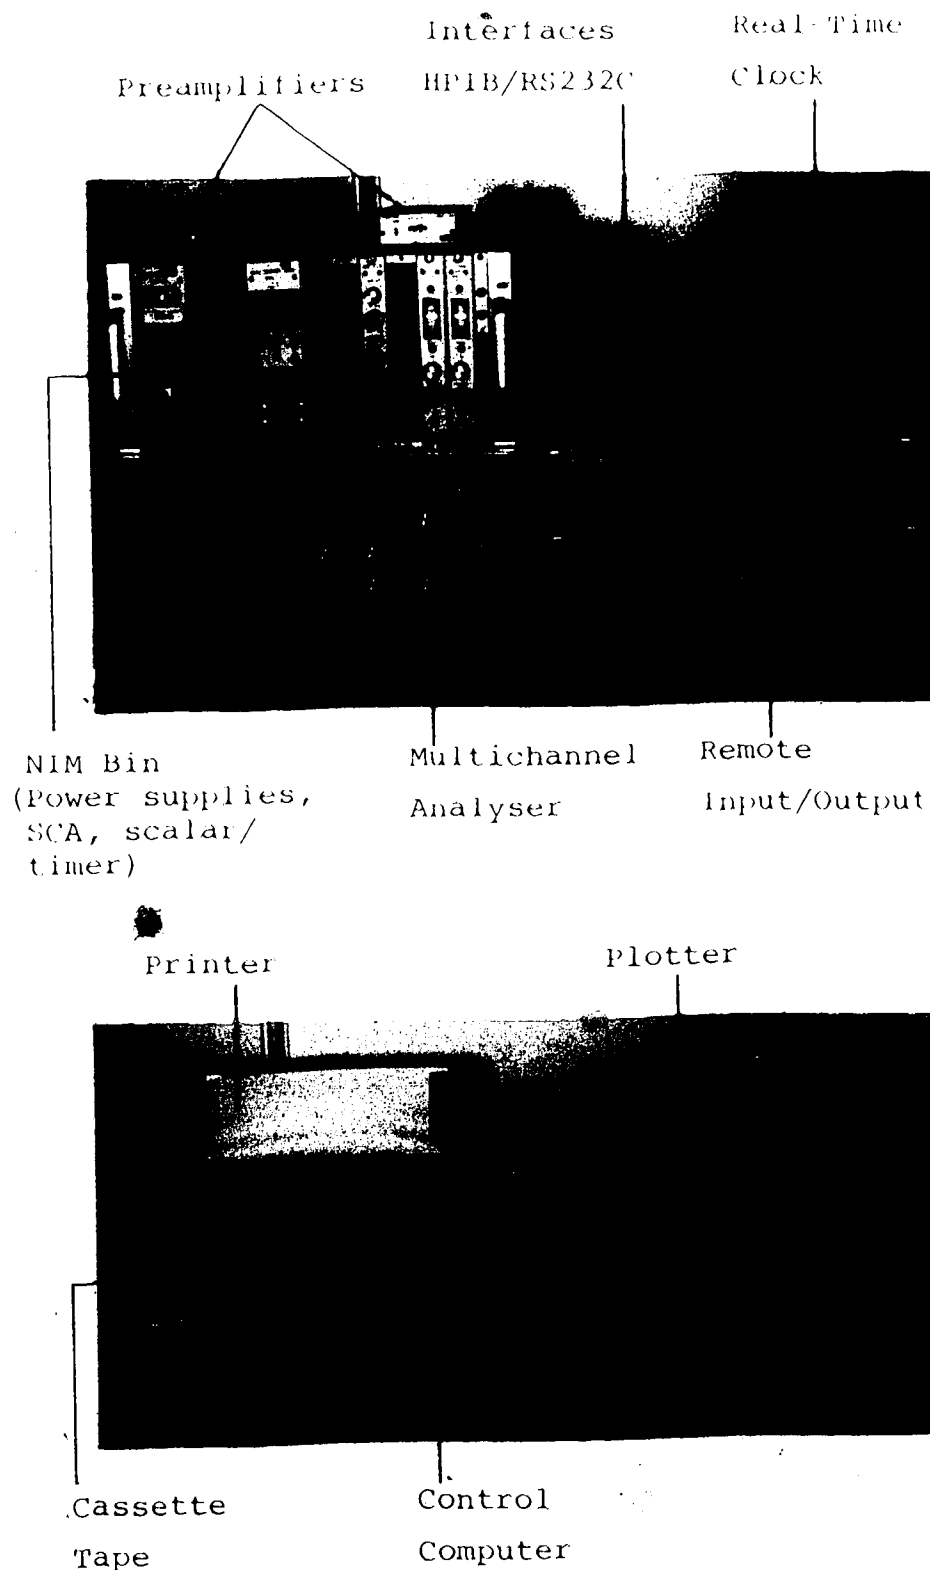 Preamplifiers
Interfaces
HPIB/RS232C
Real-Time
Clock
NIM Bin
(Power supplies,
SCA, scalar/
timer)
Multichannel
Analyser
Remote
Input/Output
Printer
Plotter
Cassette
Tape
Control
Computer